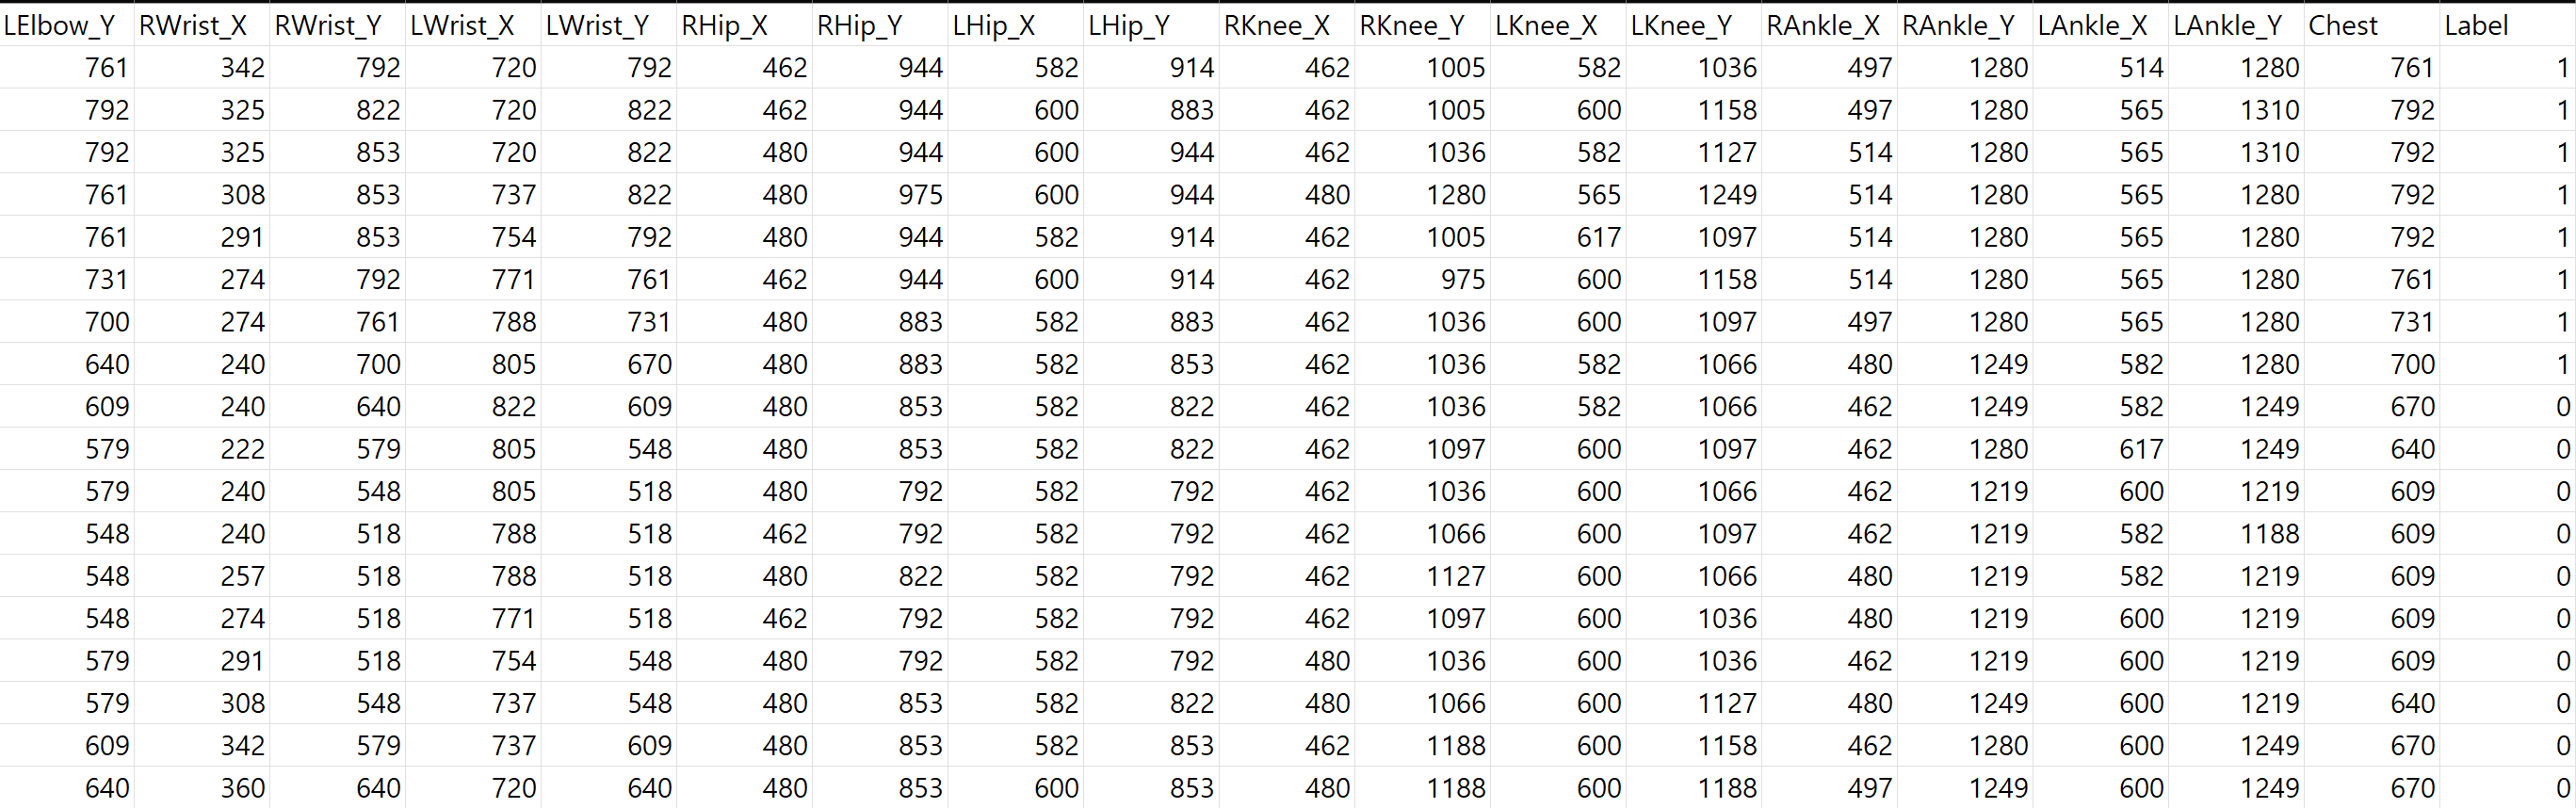 LElbow_Y RWrist_X RWrist_Y LWrist_X LWrist_Y RHip_X RHip_Y LHip_X LHip_Y RKnee_X RKnee_Y LKnee_X LKnee_Y RAnkle_X RAnkle_Y LAnkle_X LAnkle_Y Chest Label
761 342 792 720 792 462 944 582 914 462 1005 582 1036 497 1280 514 1280 761 1
792 325 822 720 822 462 944 600 883 462 1005 600 1158 497 1280 565 1310 792 1
792 325 853 720 822 480 944 600 944 462 1036 582 1127 514 1280 565 1310 792 1
761 308 853 737 822 480 975 600 944 480 1280 565 1249 514 1280 565 1280 792 1
761 291 853 754 792 480 944 582 914 462 1005 617 1097 514 1280 565 1280 792 1
731 274 792 771 761 462 944 600 914 462 975 600 1158 514 1280 565 1280 761 1
700 274 761 788 731 480 883 582 883 462 1036 600 1097 497 1280 565 1280 731 1
640 240 700 805 670 480 883 582 853 462 1036 582 1066 480 1249 582 1280 700 1
609 240 640 822 609 480 853 582 822 462 1036 582 1066 462 1249 582 1249 670 0
579 222 579 805 548 480 853 582 822 462 1097 600 1097 462 1280 617 1249 640 0
579 240 548 805 518 480 792 582 792 462 1036 600 1066 462 1219 600 1219 609 0
548 240 518 788 518 462 792 582 792 462 1066 600 1097 462 1219 582 1188 609 0
548 257 518 788 518 480 822 582 792 462 1127 600 1066 480 1219 582 1219 609 0
548 274 518 771 518 462 792 582 792 462 1097 600 1036 480 1219 600 1219 609 0
579 291 518 754 548 480 792 582 792 480 1036 600 1036 462 1219 600 1219 609 0
579 308 548 737 548 480 853 582 822 480 1066 600 1127 480 1249 600 1219 640 0
609 342 579 737 609 480 853 582 853 462 1188 600 1158 462 1280 600 1249 670 0
640 360 640 720 640 480 853 600 853 480 1188 600 1188 497 1249 600 1249 670 0